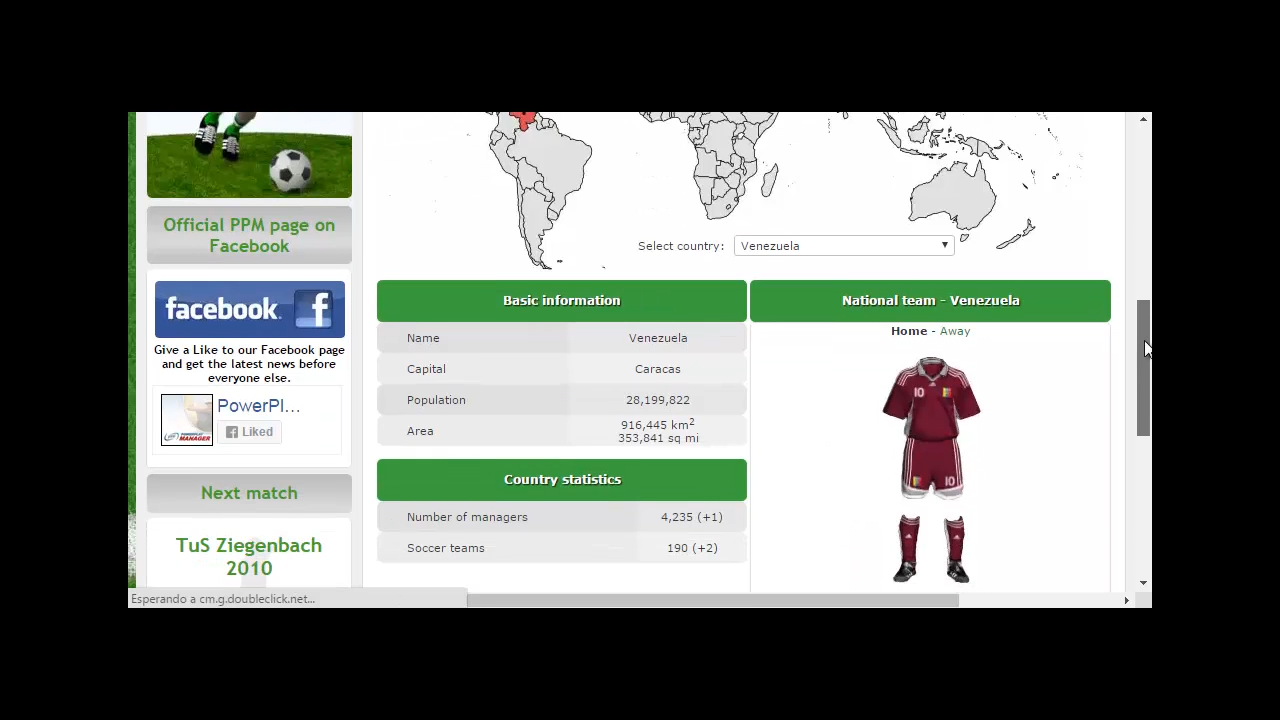 Official PPM page on
Facebook
facebook.
Give a Like to our Facebook page
and get the latest news before
everyone else.
PowerPl...
Liked
MANAGER
Next match
TuS Ziegenbach
2010
Select country: Venezuela
Basic information
Name Venezuela
Capital Caracas
Population 28,199,822
Area 916,445 km2
353,841 sq mi
Country statistics
Number of managers 4,235 (+1)
Soccer teams 190 (+2)
National team - Venezuela
Home - Away
10
10
Esperando a cm.g.doubleclick.net...